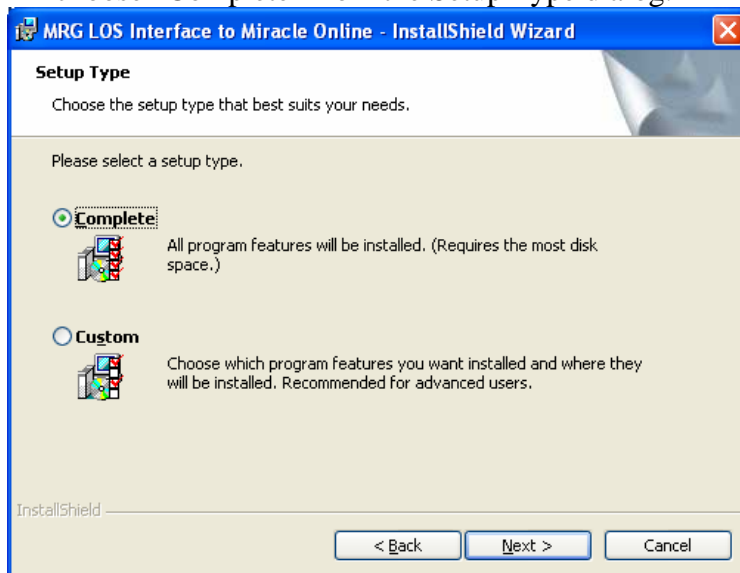 MRG LOS Interface to Miracle Online - InstallShield Wizard
Setup Type
Choose the setup type that best suits your needs.
Please select a setup type.
Complete
All program features will be installed. (Requires the most disk
space.)
Custom
Choose which program features you want installed and where they
will be installed. Recommended for advanced users.
InstallShield
< Back Next > Cancel